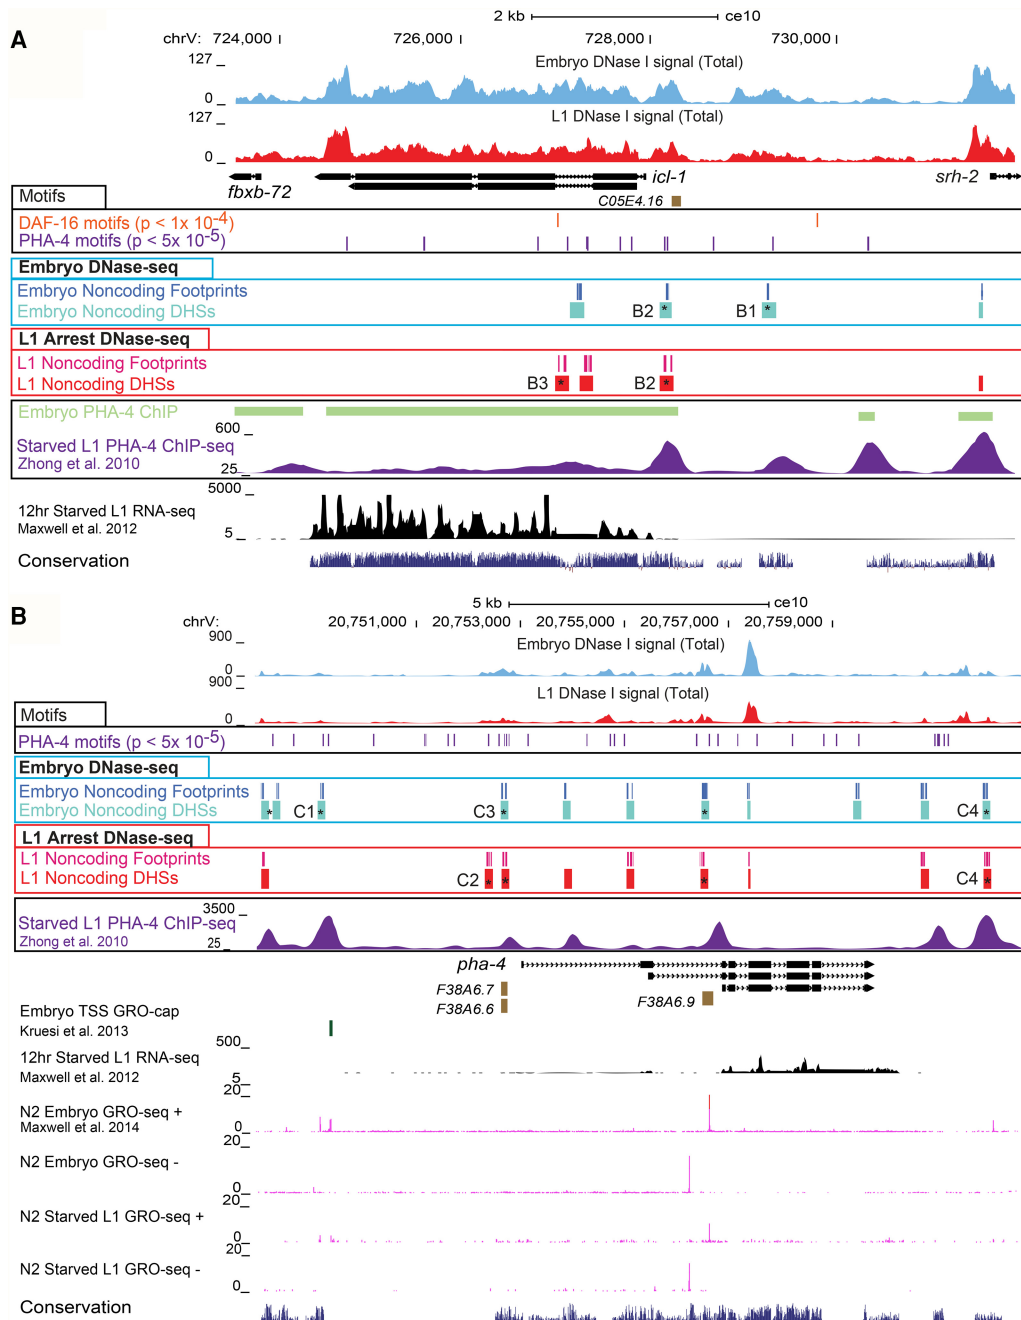 A
2 kb ce10
chrV: 724,000 726,000 728,000 730,000
Embryo DNase I signal (Total)
127
0
L1 DNase I signal (Total)
127
0
fbxb-72 icl-1 srh-2
C05E4.16
Motifs
DAF-16 motifs (p < 1x 10-4)
PHA-4 motifs (p < 5x 10-5)
Embryo DNase-seq
Embryo Noncoding Footprints
Embryo Noncoding DHSs B2 * B1 *
L1 Arrest DNase-seq
L1 Noncoding Footprints
L1 Noncoding DHSs B3 * B2 *
Embryo PHA-4 ChIP
600
Starved L1 PHA-4 ChIP-seq
Zhong et al. 2010 25
5000
12hr Starved L1 RNA-seq
Maxwell et al. 2012 5
Conservation
B
5 kb ce10
chrV: 20,751,000 20,753,000 20,755,000 20,757,000 20,759,000
900 Embryo DNase I signal (Total)
0
900 L1 DNase I signal (Total)
0
Motifs
PHA-4 motifs (p < 5x 10-5)
Embryo DNase-seq
Embryo Noncoding Footprints
Embryo Noncoding DHSs * C1 * C3 * * C4 *
L1 Arrest DNase-seq
L1 Noncoding Footprints
L1 Noncoding DHSs C2 * * * C4 *
3500
Starved L1 PHA-4 ChIP-seq
Zhong et al. 2010 25
pha-4
F38A6.7
F38A6.6 F38A6.9
Embryo TSS GRO-cap
Kruesi et al. 2013
500
12hr Starved L1 RNA-seq
Maxwell et al. 2012 5
20
N2 Embryo GRO-seq +
Maxwell et al. 2014 0
20
N2 Embryo GRO-seq -
0
20
N2 Starved L1 GRO-seq +
0
20
N2 Starved L1 GRO-seq -
0
Conservation